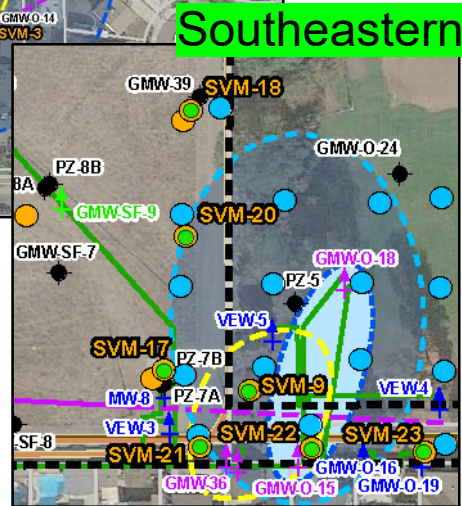 GMW-O-14
SVM-3
Southeastern
GMW-39
SVM-18
GMW-O-24
PZ-8B
8A
GMW-SF-9
SVM-20
GMW-SF-7
GMW-O-18
PZ-5
VEW-5
SVM-17
PZ-7B
MW-8
PZ-7A
SVM-9
VEW-4
VEW-3
SF-8
SVM-22
SVM-23
SVM-21
GMW-O-16
GMW-36
GMW-O-15
GMW-O-19